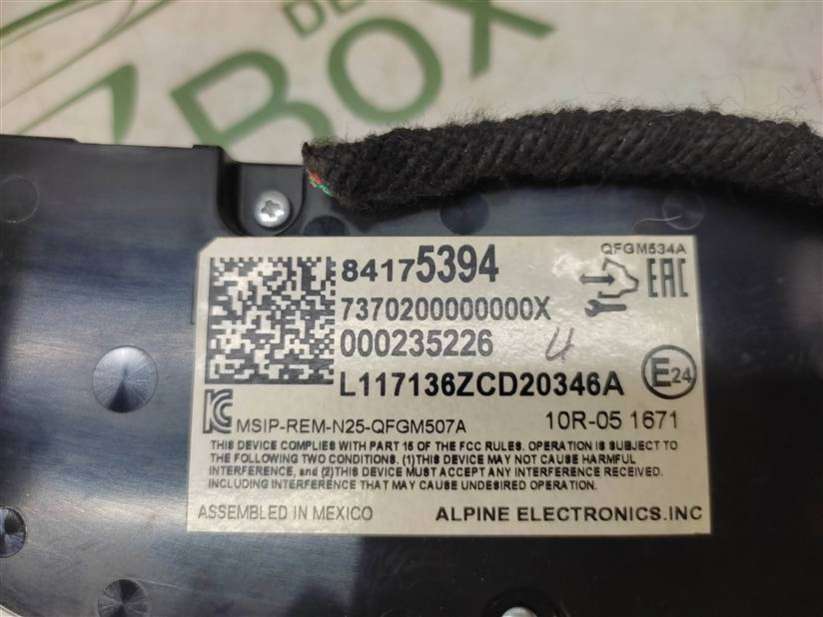 DE
BOX
QFGM534A
84175394
EAC
7370200000000X
000235226 4
L117136ZCD20346A
E24
MSIP-REM-N25-QFGM507A
10R-05 1671
THIS DEVICE COMPLIES WITH PART 15 OF THE FCC RULES. OPERATION IS SUBJECT TO
THE FOLLOWING TWO CONDITIONS. (1)THIS DEVICE MAY NOT CAUSE HARMFUL
INTERFERENCE, and (2)THIS DEVICE MUST ACCEPT ANY INTERFERENCE RECEIVED.
INCLUDING INTERFERENCE THAT MAY CAUSE UNDESIRED OPERATION.
ASSEMBLED IN MEXICO
ALPINE ELECTRONICS.INC